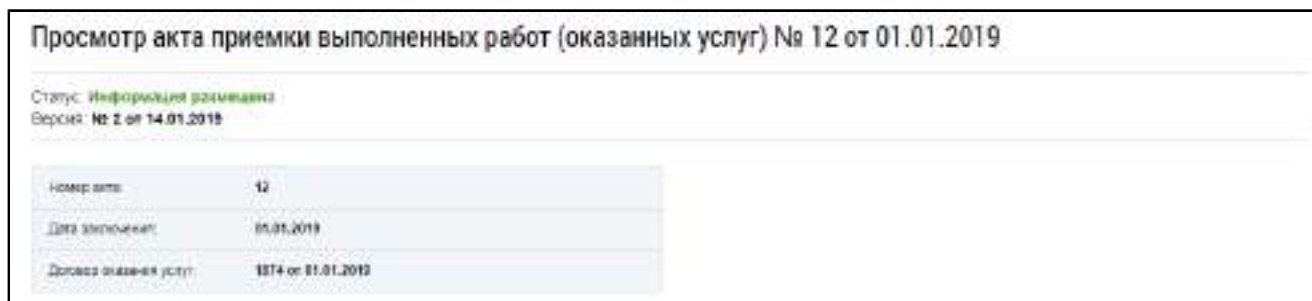 Просмотр акта приемки выполненных работ (оказанных услуг) № 12 от 01.01.2019
Статус: Информация размещена
Версия: № 2 от 14.01.2019
Номер акта: 12
Дата заключения: 01.01.2019
Договор оказания услуг: 1874 от 01.01.2019